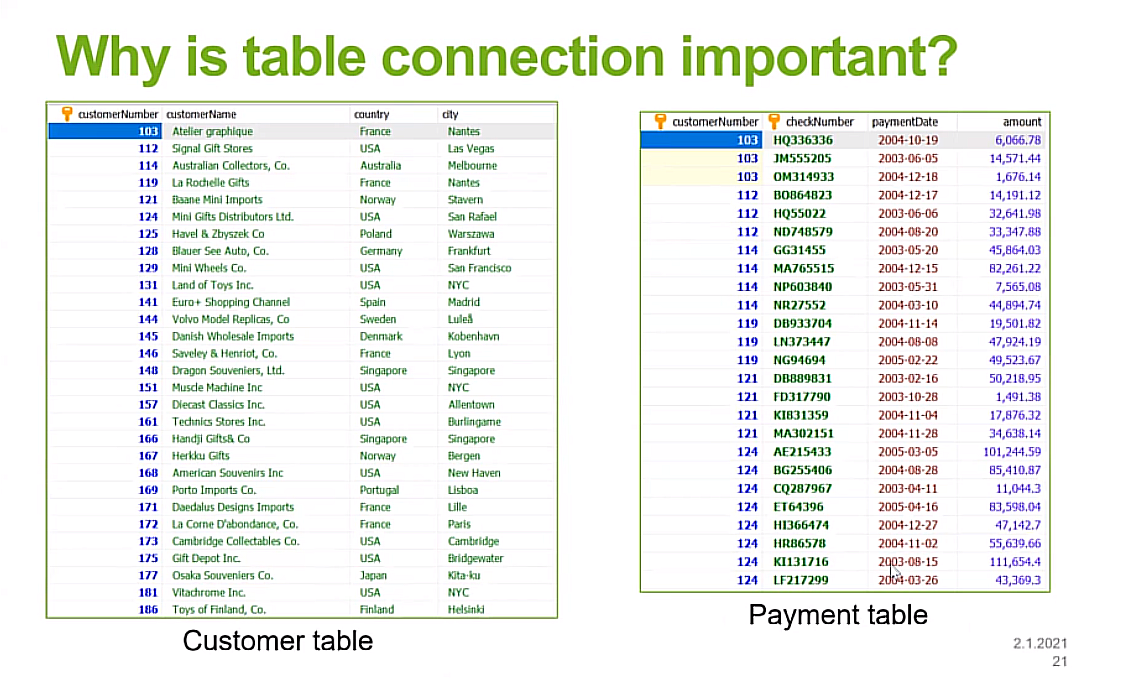 Why is table connection important?
customerNumber customerName country city
103 Atelier graphique France Nantes
112 Signal Gift Stores USA Las Vegas
114 Australian Collectors, Co. Australia Melbourne
119 La Rochelle Gifts France Nantes
121 Baane Mini Imports Norway Stavern
124 Mini Gifts Distributors Ltd. USA San Rafael
125 Havel & Zbyszek Co Poland Warszawa
128 Blauer See Auto, Co. Germany Frankfurt
129 Mini Wheels Co. USA San Francisco
131 Land of Toys Inc. USA NYC
141 Euro+ Shopping Channel Spain Madrid
144 Volvo Model Replicas, Co Sweden Luleå
145 Danish Wholesale Imports Denmark Kobenhavn
146 Saveley & Henriot, Co. France Lyon
148 Dragon Souveniers, Ltd. Singapore Singapore
151 Muscle Machine Inc USA NYC
157 Diecast Classics Inc. USA Allentown
161 Technics Stores Inc. USA Burlingame
166 Handji Gifts& Co Singapore Singapore
167 Herkku Gifts Norway Bergen
168 American Souvenirs Inc USA New Haven
169 Porto Imports Co. Portugal Lisboa
171 Daedalus Designs Imports France Lille
172 La Corne D'abondance, Co. France Paris
173 Cambridge Collectables Co. USA Cambridge
175 Gift Depot Inc. USA Bridgewater
177 Osaka Souveniers Co. Japan Kita-ku
181 Vitachrome Inc. USA NYC
186 Toys of Finland, Co. Finland Helsinki
Customer table
customerNumber checkNumber paymentDate amount
103 HQ336336 2004-10-19 6,066.78
103 JM555205 2003-06-05 14,571.44
103 OM314933 2004-12-18 1,676.14
112 BO864823 2004-12-17 14,191.12
112 HQ55022 2003-06-06 32,641.98
112 ND748579 2004-08-20 33,347.88
114 GG31455 2003-05-20 45,864.03
114 MA765515 2004-12-15 82,261.22
114 NP603840 2003-05-31 7,565.08
114 NR27552 2004-03-10 44,894.74
119 DB933704 2004-11-14 19,501.82
119 LN373447 2004-08-08 47,924.19
119 NG94694 2005-02-22 49,523.67
121 DB889831 2003-02-16 50,218.95
121 FD317790 2003-10-28 1,491.38
121 KI831359 2004-11-04 17,876.32
121 MA302151 2004-11-28 34,638.14
124 AE215433 2005-03-05 101,244.59
124 BG255406 2004-08-28 85,410.87
124 CQ287967 2003-04-11 11,044.3
124 ET64396 2005-04-16 83,598.04
124 HI366474 2004-12-27 47,142.7
124 HR86578 2004-11-02 55,639.66
124 KI131716 2003-08-15 111,654.4
124 LF217299 2004-03-26 43,369.3
Payment table
2.1.2021
21